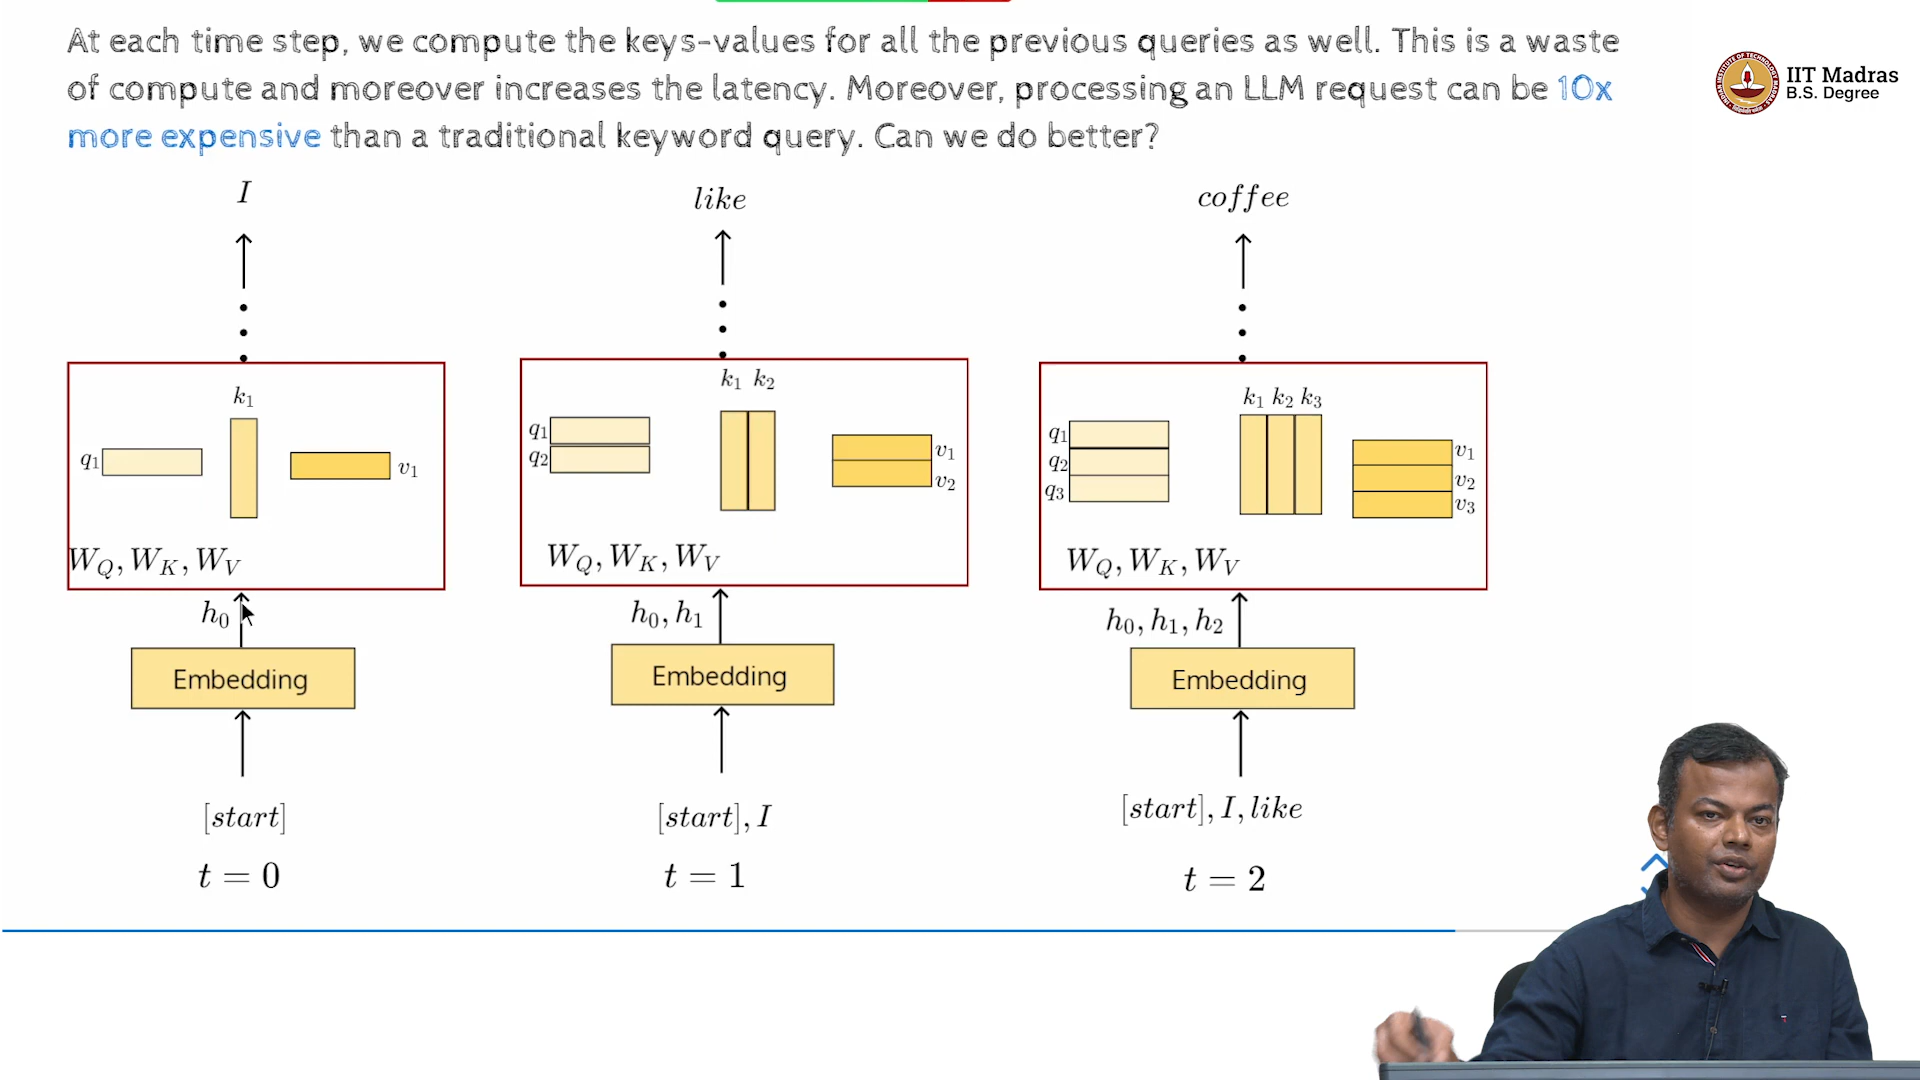 At each time step, we compute the keys-values for all the previous queries as well. This is a waste
of compute and moreover increases the latency. Moreover, processing an LLM request can be 10x
more expensive than a traditional keyword query. Can we do better?
IIT Madras
B.S. Degree
I
like
coffee
k₁
q₁
v₁
W_Q, W_K, W_V
h₀
Embedding
[start]
t = 0
k₁ k₂
q₁
q₂
v₁
v₂
W_Q, W_K, W_V
h₀, h₁
Embedding
[start], I
t = 1
k₁ k₂ k₃
q₁
q₂
q₃
v₁
v₂
v₃
W_Q, W_K, W_V
h₀, h₁, h₂
Embedding
[start], I, like
t = 2